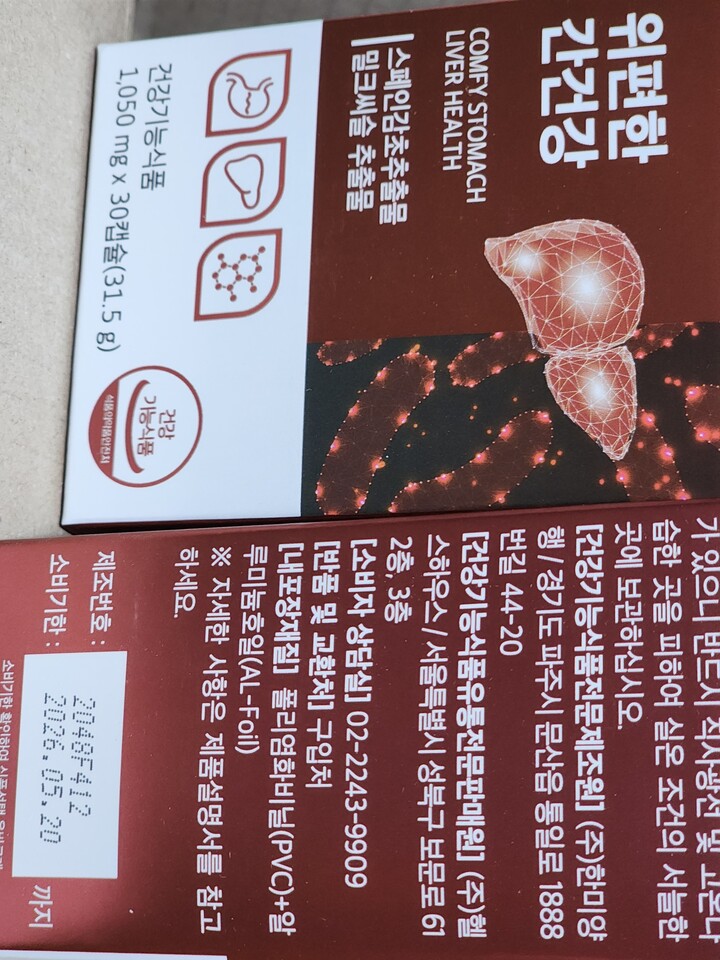 위편한
간건강
COMFY STOMACH
LIVER HEALTH
스페인감초추출물
밀크씨슬 추출물
건강기능식품
1,050 mg x 30캡슐(31.5 g)
건강
기능식품
식품의약품안전처
가 있으니 반드시 직사광선 및 고온다
습한 곳을 피하여 실온 조건의 서늘한
곳에 보관하십시오.
[건강기능식품전문제조원] (주)한미양
행/ 경기도 파주시 문산읍 통일로 1888
번길 44-20
[건강기능식품유통전문판매원] (주)헬
스하우스 / 서울특별시 성북구 보문로 61
2층, 3층
[소비자 상담실] 02-2243-9909
[반품 및 교환처] 구입처
[내포장재질] 폴리염화비닐(PVC)+알
루미늄호일(AL-Foil)
※ 자세한 사항은 제품설명서를 참고
하세요.
제조번호 :
2048F412
소비기한 : 2026.05.20 까지